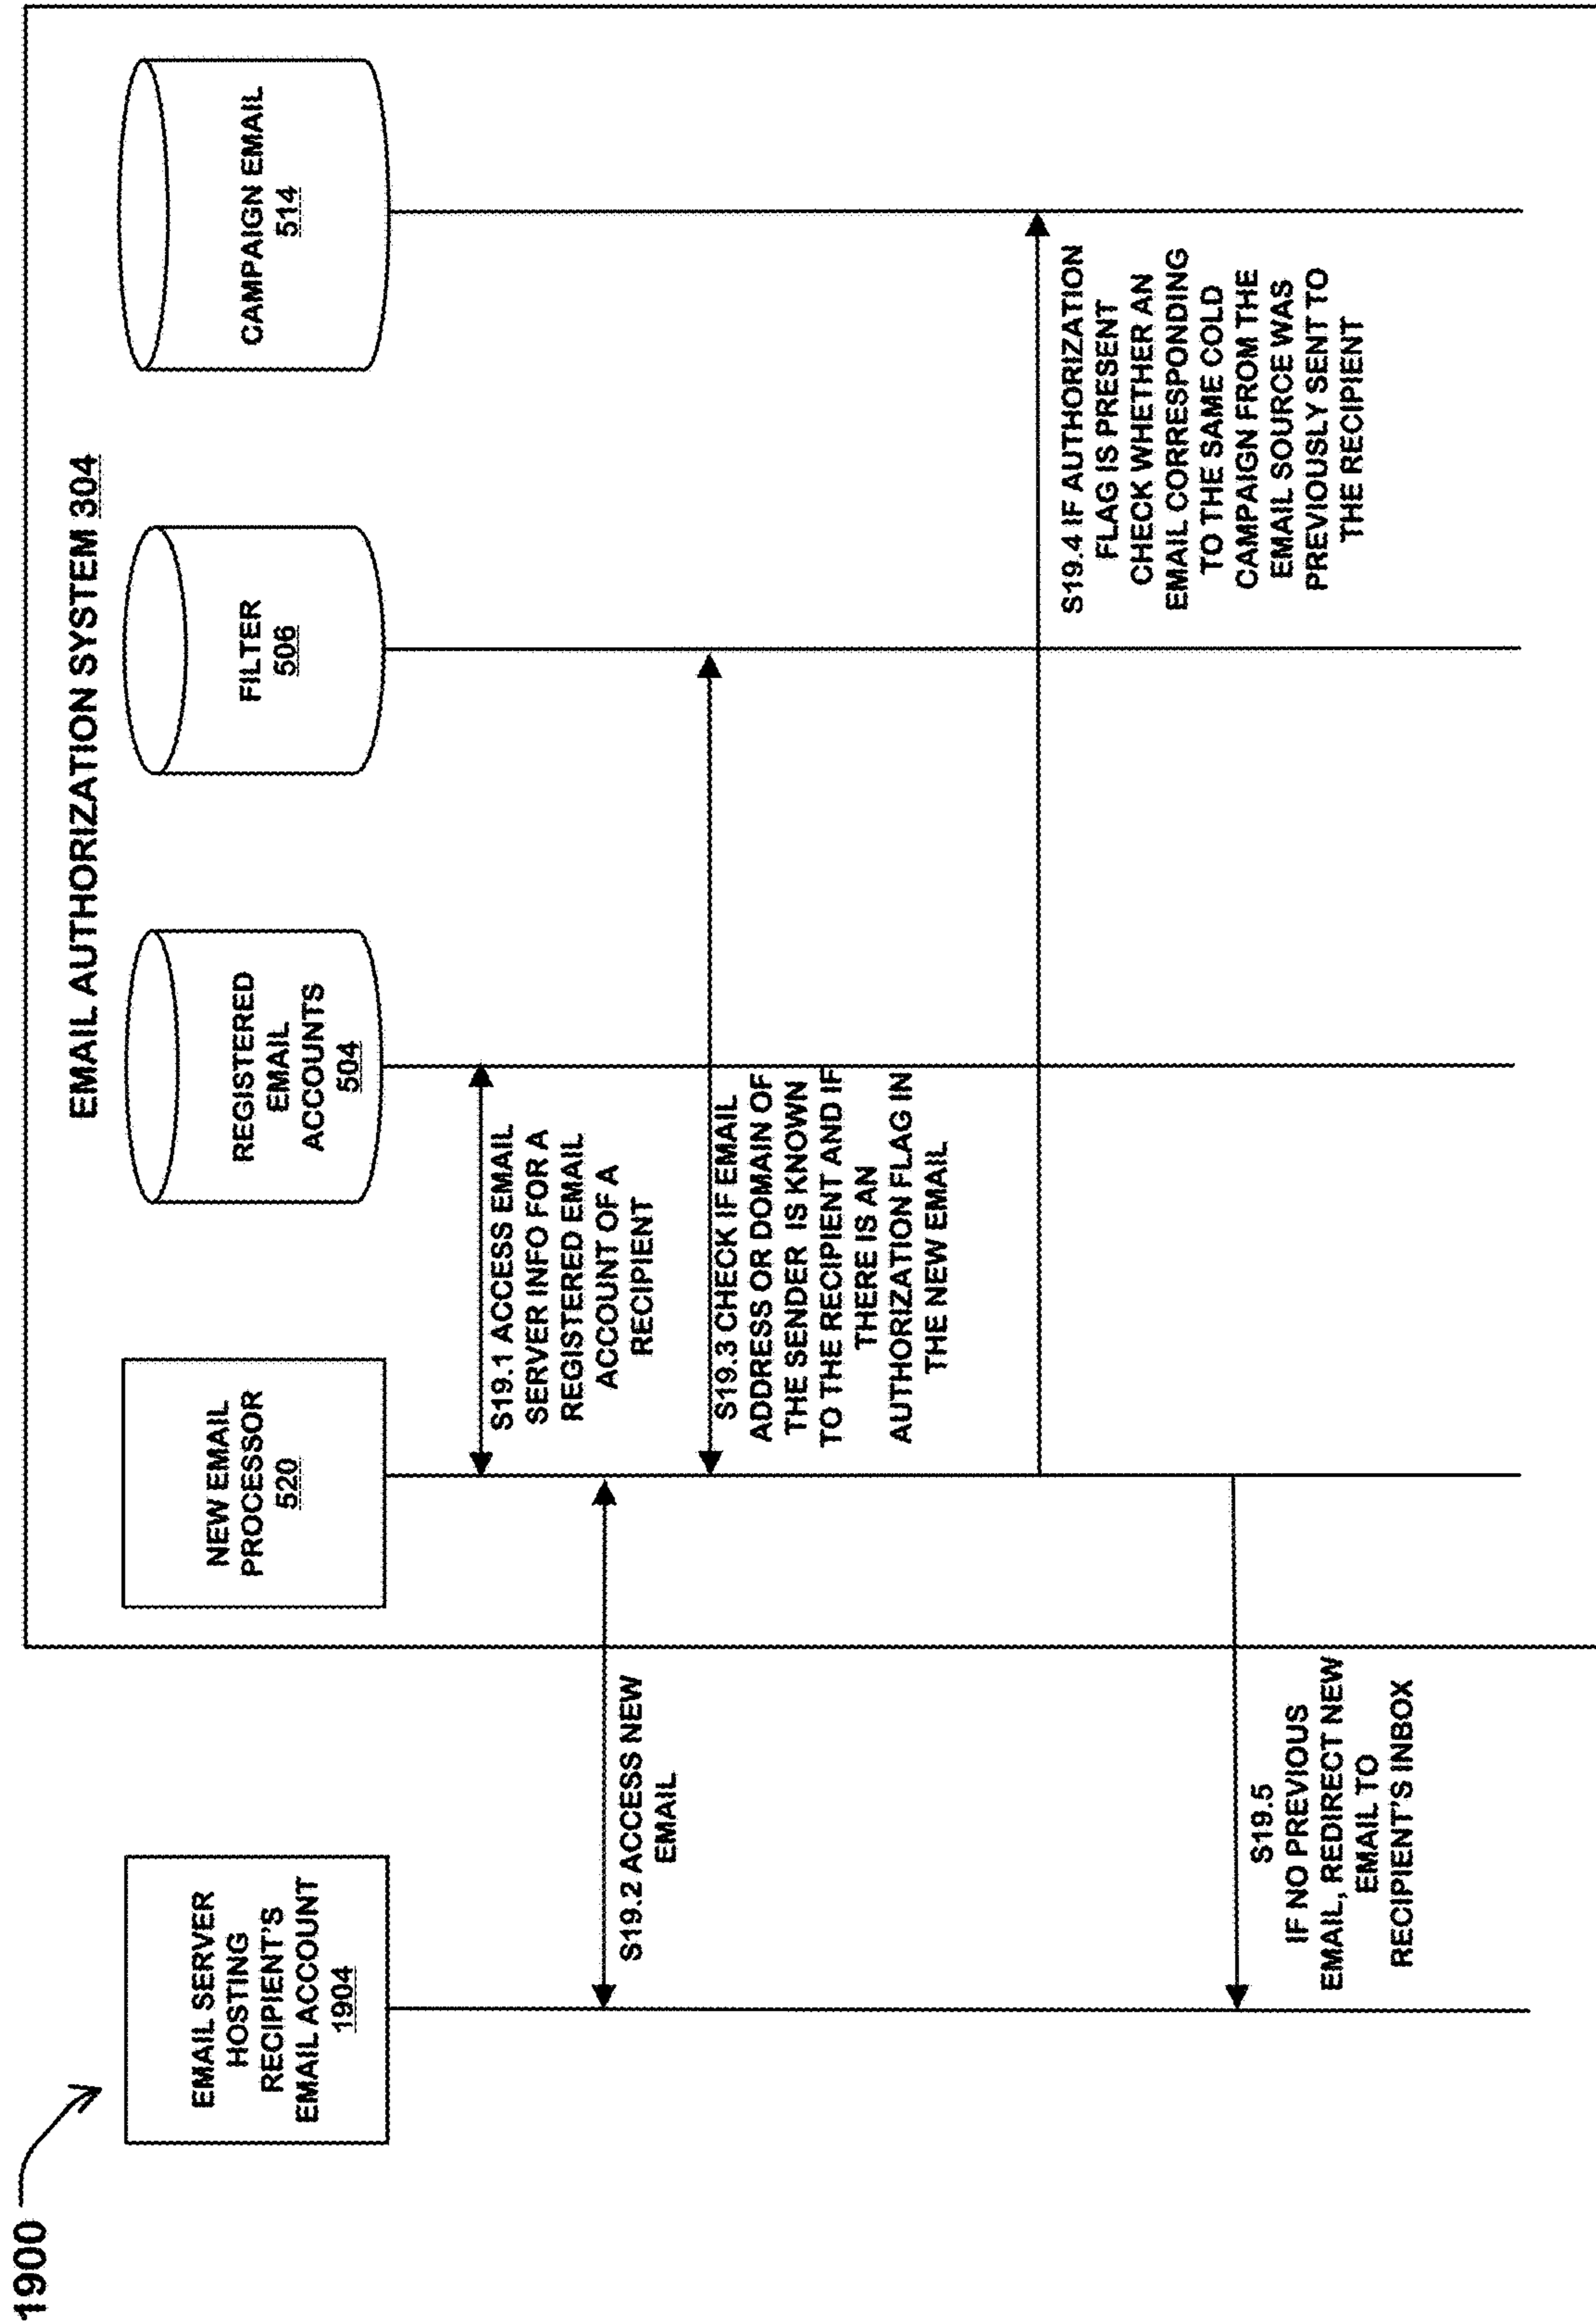 1900
EMAIL AUTHORIZATION SYSTEM 304
EMAIL SERVER
HOSTING
RECIPIENT'S
EMAIL ACCOUNT
1904
NEW EMAIL
PROCESSOR
520
REGISTERED
EMAIL
ACCOUNTS
504
FILTER
506
CAMPAIGN EMAIL
514
S19.1 ACCESS EMAIL
SERVER INFO FOR A
REGISTERED EMAIL
ACCOUNT OF A
RECIPIENT
S19.2 ACCESS NEW
EMAIL
S19.3 CHECK IF EMAIL
ADDRESS OR DOMAIN OF
THE SENDER IS KNOWN
TO THE RECIPIENT AND IF
THERE IS AN
AUTHORIZATION FLAG IN
THE NEW EMAIL
S19.4 IF AUTHORIZATION
FLAG IS PRESENT
CHECK WHETHER AN
EMAIL CORRESPONDING
TO THE SAME COLD
CAMPAIGN FROM THE
EMAIL SOURCE WAS
PREVIOUSLY SENT TO
THE RECIPIENT
S19.5
IF NO PREVIOUS
EMAIL, REDIRECT NEW
EMAIL TO
RECIPIENT'S INBOX